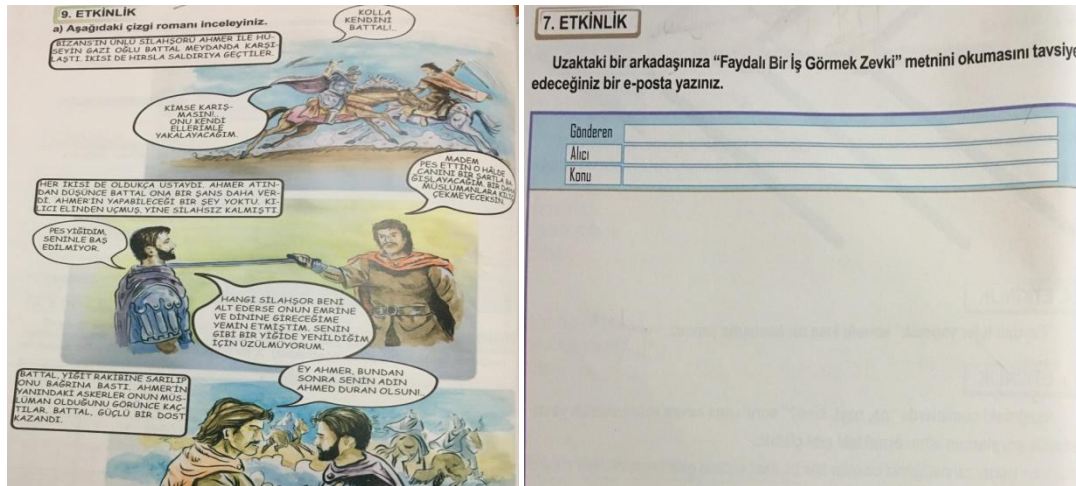 9. ETKİNLİK
a) Aşağıdaki çizgi romanı inceleyiniz.
KOLLA
KENDİNİ
BATTAL!..
BİZANS'IN ÜNLÜ SİLAHŞORÜ AHMER İLE HÜ-
SEYİN GAZİ OĞLU BATTAL MEYDANDA KARŞI-
LAŞTI. İKİSİ DE HIRSLA SALDIRIYA GEÇTİLER.
KİMSE KARIŞ-
MASIN!..
ONU KENDİ
ELLERİMLE
YAKALAYACAĞIM.
MADEM
PES ETTİN O HÂLDE
CANINI BİR ŞARTLA BA-
ĞIŞLAYACAĞIM. BİR DAHA
MÜSLÜMANLARA KILIÇ
ÇEKMEYECEKSİN.
HER İKİSİ DE OLDUKÇA USTAYDI. AHMER ATIN-
DAN DÜŞÜNCE BATTAL ONA BİR ŞANS DAHA VER-
Dİ. AHMER'İN YAPABİLECEĞİ BİR ŞEY YOKTU. KI-
LICI ELİNDEN UÇMUŞ, YİNE SİLAHSIZ KALMIŞTI.
PES YİĞİDİM,
SENİNLE BAŞ
EDİLMİYOR.
HANGİ SİLAHŞOR BENİ
ALT EDERSE ONUN EMRİNE
VE DİNİNE GİRECEĞİME
YEMİN ETMİŞTİM. SENİN
GİBİ BİR YİĞİDE YENİLDİĞİM
İÇİN ÜZÜLMÜYORUM.
BATTAL, YİĞİT RAKİBİNE SARILIP
ONU BAĞRINA BASTI. AHMER'İN
YANINDAKİ ASKERLER ONUN MÜS-
LÜMAN OLDUĞUNU GÖRÜNCE KAÇ-
TILAR. BATTAL, GÜÇLÜ BİR DOST
KAZANDI.
EY AHMER, BUNDAN
SONRA SENİN ADIN
AHMED DURAN OLSUN!..
7. ETKİNLİK
Uzaktaki bir arkadaşınıza “Faydalı Bir İş Görmek Zevki” metnini okumasını tavsiye
edeceğiniz bir e-posta yazınız.
Gönderen
Alıcı
Konu